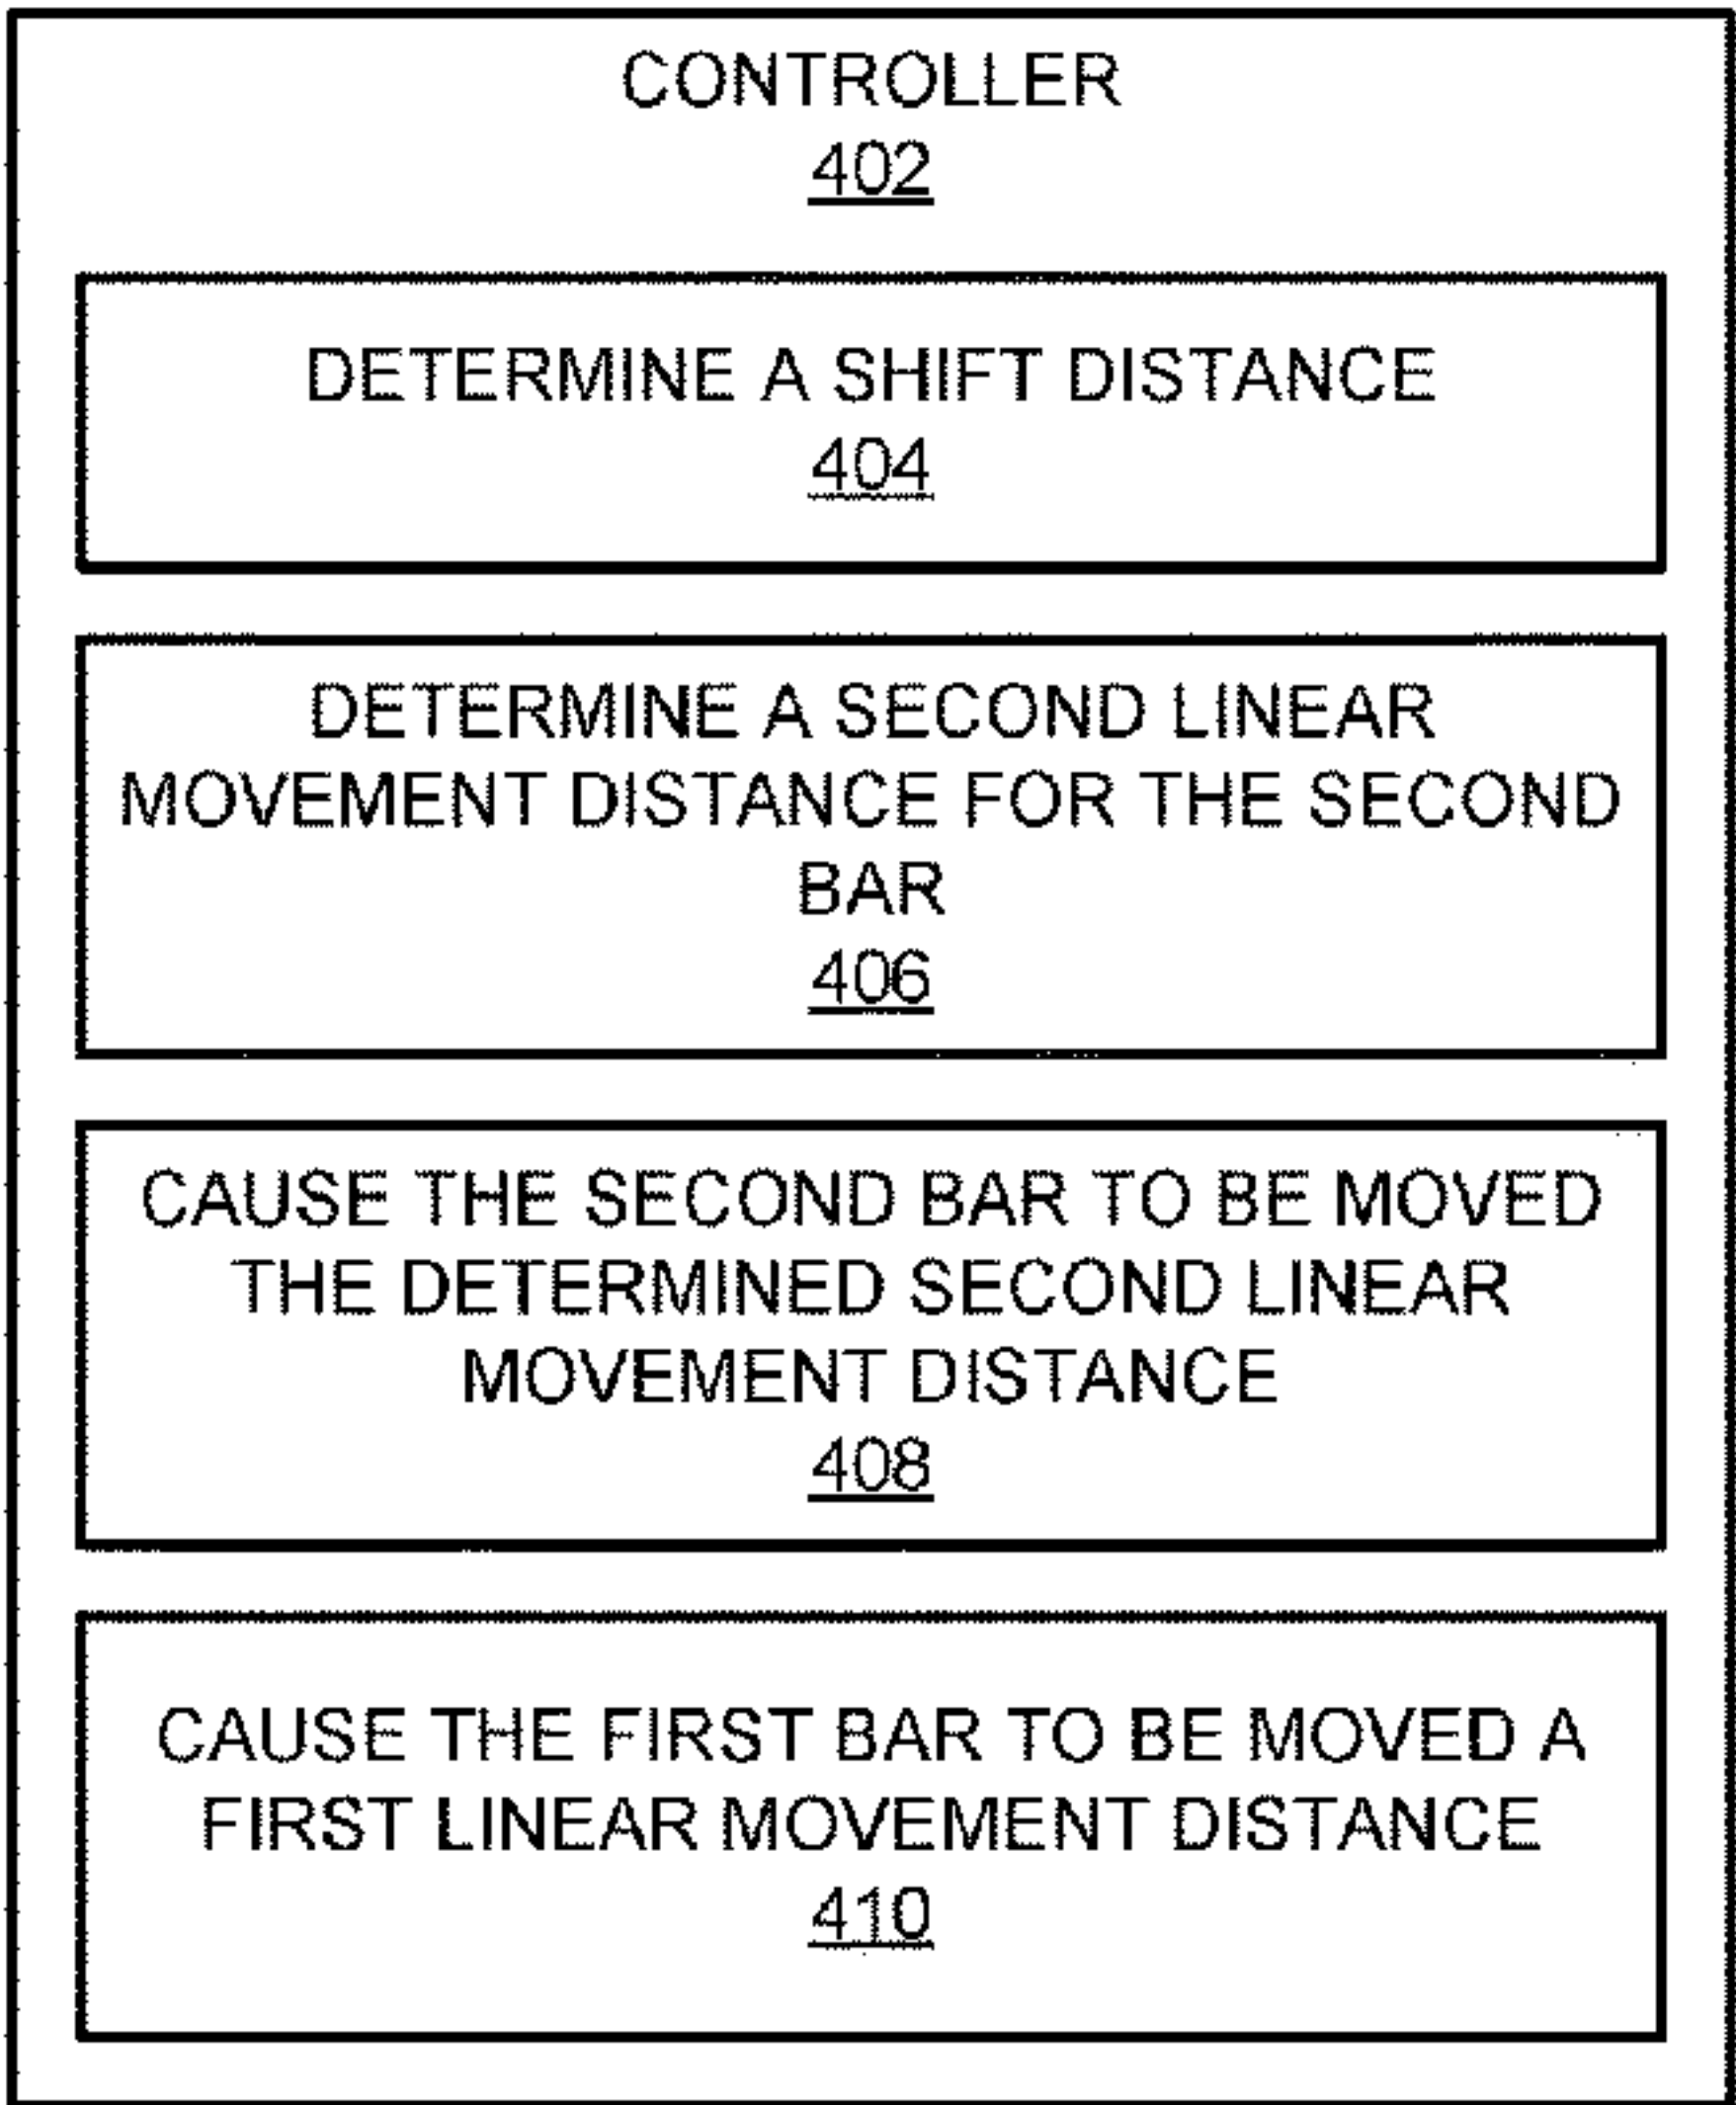 CONTROLLER
402
DETERMINE A SHIFT DISTANCE
404
DETERMINE A SECOND LINEAR
MOVEMENT DISTANCE FOR THE SECOND
BAR
406
CAUSE THE SECOND BAR TO BE MOVED
THE DETERMINED SECOND LINEAR
MOVEMENT DISTANCE
408
CAUSE THE FIRST BAR TO BE MOVED A
FIRST LINEAR MOVEMENT DISTANCE
410